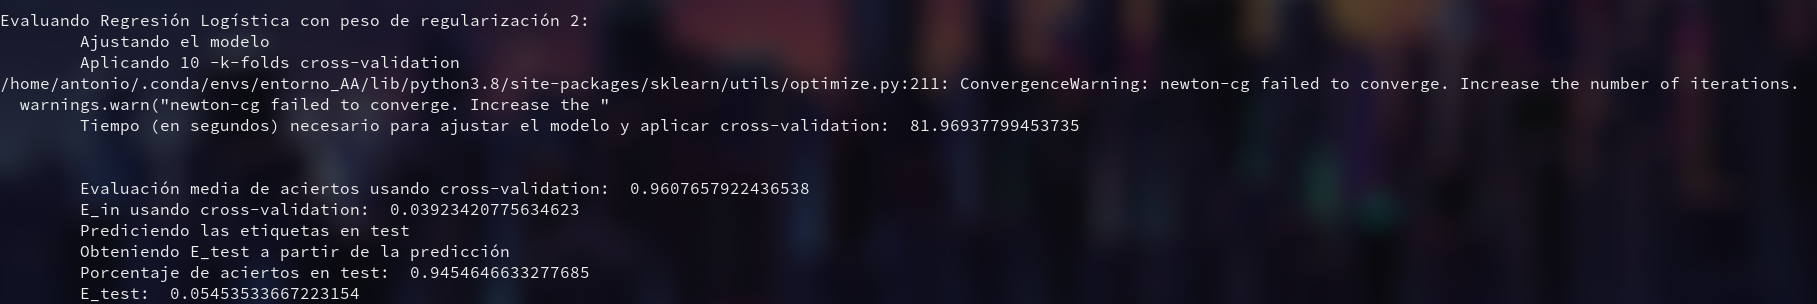 Evaluando Regresión Logística con peso de regularización 2:
Ajustando el modelo
Aplicando 10 -k-folds cross-validation
/home/antonio/.conda/envs/entorno_AA/lib/python3.8/site-packages/sklearn/utils/optimize.py:211: ConvergenceWarning: newton-cg failed to converge. Increase the number of iterations.
warnings.warn("newton-cg failed to converge. Increase the "
Tiempo (en segundos) necesario para ajustar el modelo y aplicar cross-validation:  81.96937799453735
Evaluación media de aciertos usando cross-validation:  0.9607657922436538
E_in usando cross-validation:  0.03923420775634623
Prediciendo las etiquetas en test
Obteniendo E_test a partir de la predicción
Porcentaje de aciertos en test:  0.9454646633277685
E_test:  0.05453533667223154